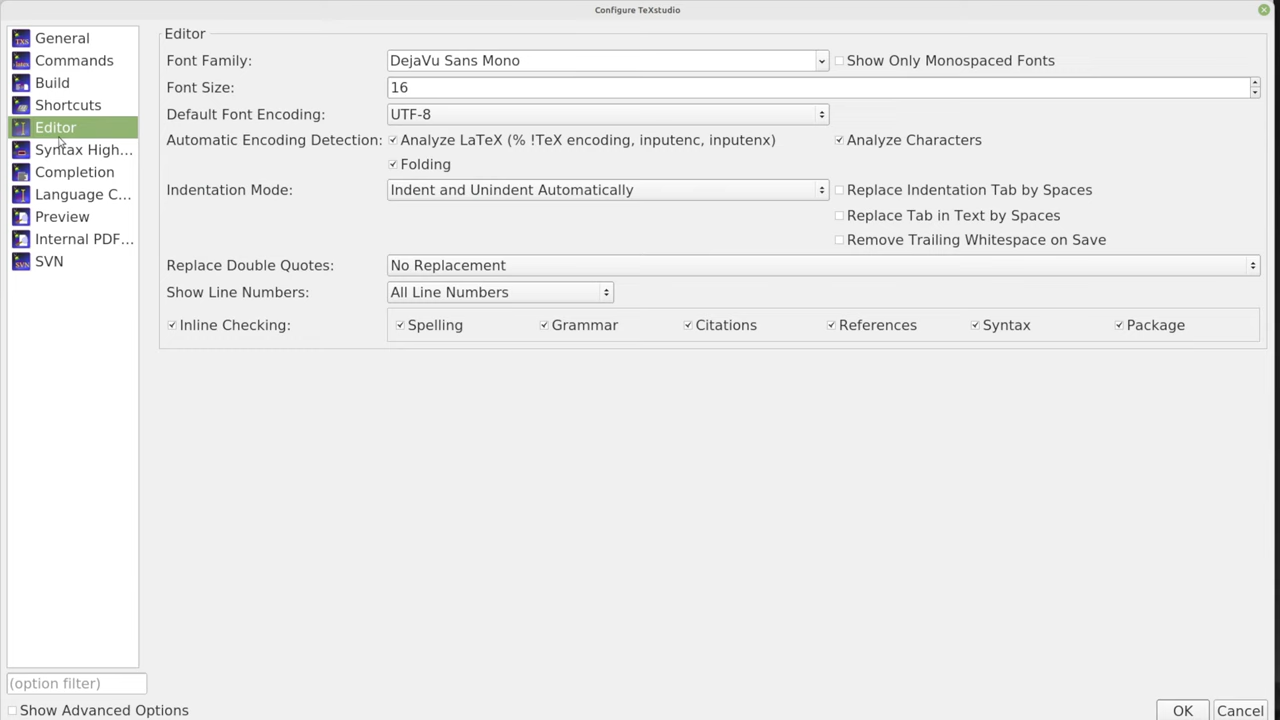 Configure TeXstudio
General
Commands
Build
Shortcuts
Editor
Syntax High...
Completion
Language C...
Preview
Internal PDF...
SVN
(option filter)
Show Advanced Options
Editor
Font Family: DejaVu Sans Mono Show Only Monospaced Fonts
Font Size: 16
Default Font Encoding: UTF-8
Automatic Encoding Detection: Analyze LaTeX (% !TeX encoding, inputenc, inputenx) Analyze Characters
Folding
Indentation Mode: Indent and Unindent Automatically Replace Indentation Tab by Spaces
Replace Tab in Text by Spaces
Remove Trailing Whitespace on Save
Replace Double Quotes: No Replacement
Show Line Numbers: All Line Numbers
Inline Checking: Spelling Grammar Citations References Syntax Package
OK Cancel